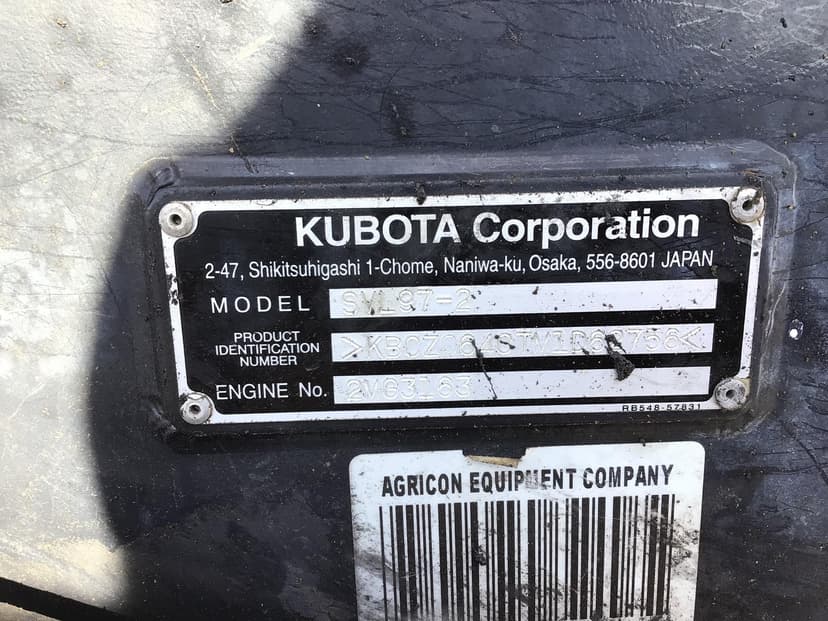 KUBOTA Corporation
2-47, Shikitsuhigashi 1-Chome, Naniwa-ku, Osaka, 556-8601 JAPAN
MODEL SVL97-2
PRODUCT
IDENTIFICATION
NUMBER
ENGINE No.
RB548-57831
AGRICON EQUIPMENT COMPANY